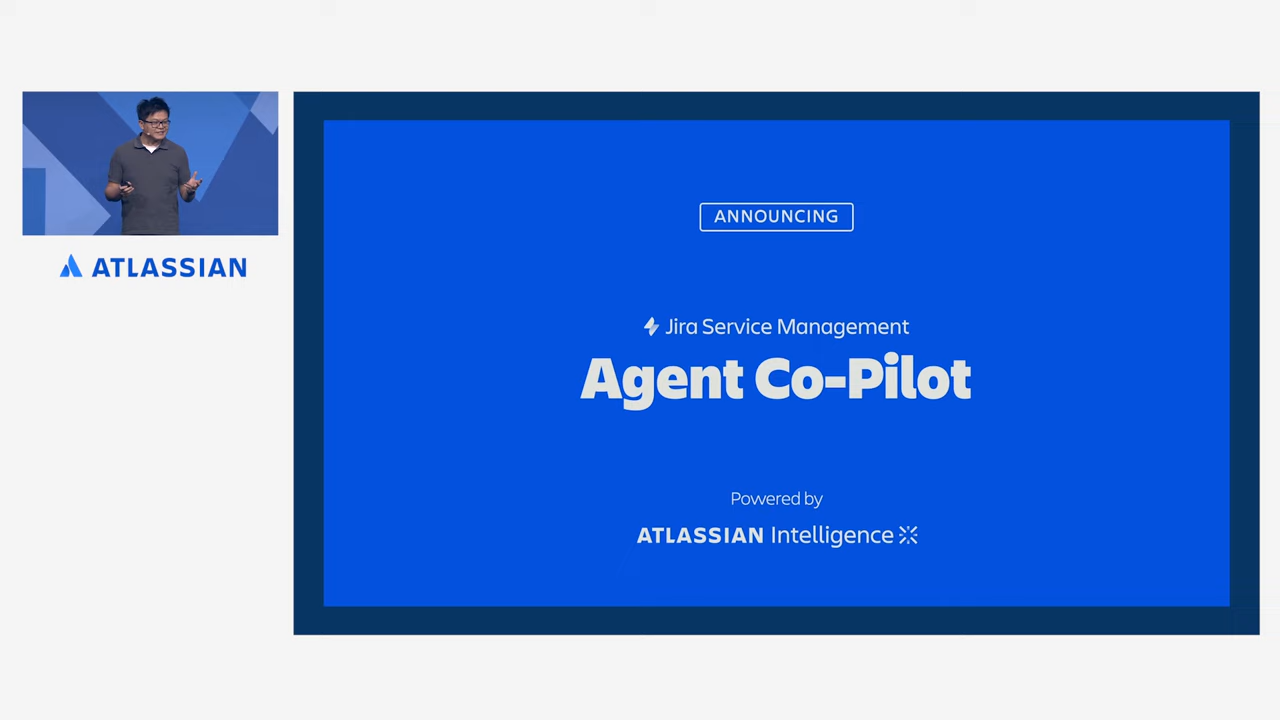 ATLASSIAN
ANNOUNCING
Jira Service Management
Agent Co-Pilot
Powered by
ATLASSIAN Intelligence